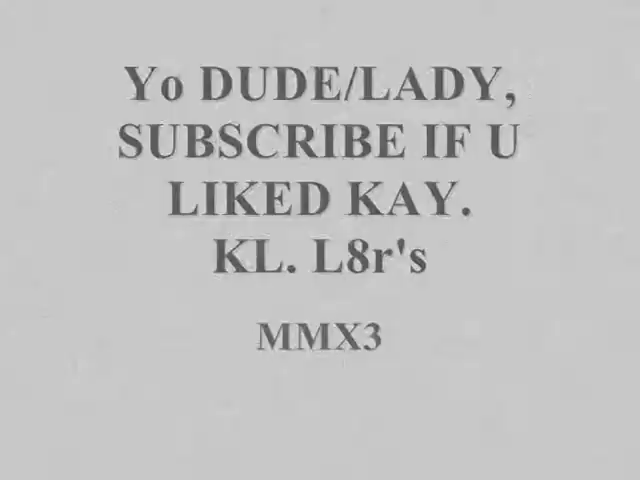 Yo DUDE/LADY,
SUBSCRIBE IF U
LIKED KAY.
KL. L8r's
MMX3